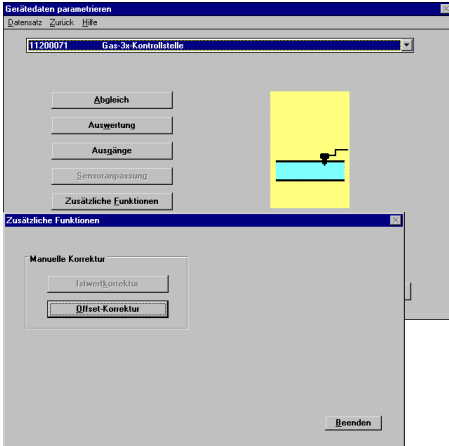 Gerätedaten parametrieren
Datensatz Zurück Hilfe
11200071 Gas-3x-Kontrollstelle
Abgleich
Auswertung
Ausgänge
Sensoranpassung
Zusätzliche Funktionen
Zusätzliche Funktionen
Manuelle Korrektur
Istwertkorrektur
Offset-Korrektur
Beenden